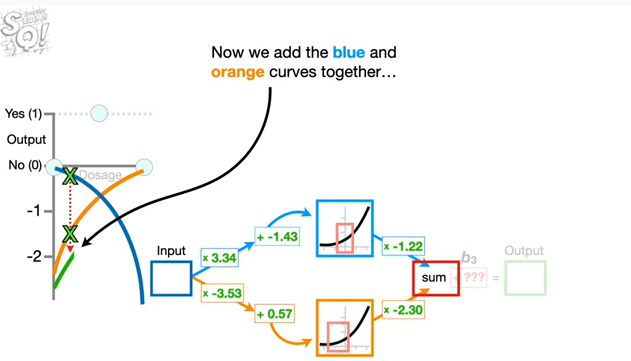 Now we add the blue and
orange curves together…
Yes (1)
Output
No (0)
Dosage
-1
-2
Input
x 3.34
+ -1.43
x -1.22
x -3.53
+ 0.57
x -2.30
sum
b3
+ ???
=
Output